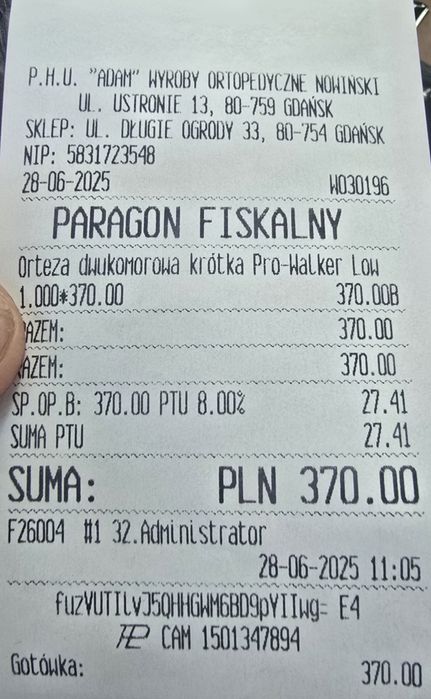 P.H.U. "ADAM" WYROBY ORTOPEDYCZNE NOWIŃSKI
UL. USTRONIE 13, 80-759 GDAŃSK
SKLEP: UL. DŁUGIE OGRODY 33, 80-754 GDAŃSK
NIP: 5831723548
28-06-2025 W030196
PARAGON FISKALNY
Orteza dwukomorowa krótka Pro-Walker Low
1.000*370.00 370.00B
AZEM: 370.00
AZEM: 370.00
SP.OP.B: 370.00 PTU 8.00% 27.41
SUMA PTU 27.41
SUMA: PLN 370.00
F26004 #1 32.Administrator
28-06-2025 11:05
fuzVUTILvJ5QHHGWM6BD9pYIIwg= E4
CAM 1501347894
Gotówka: 370.00